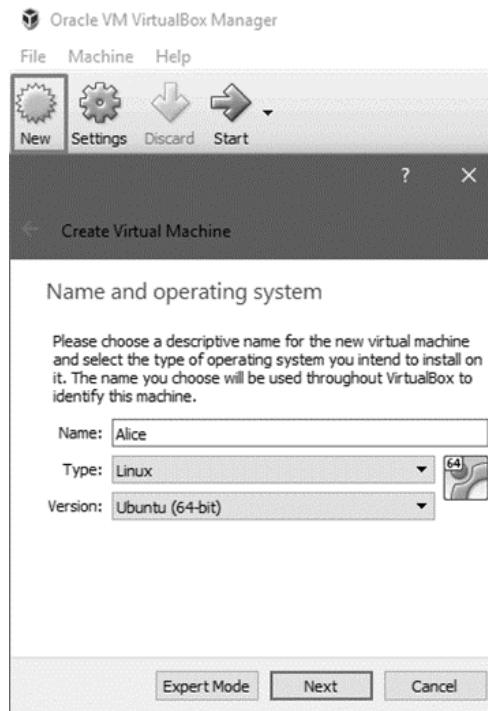 Oracle VM VirtualBox Manager
File Machine Help
New Settings Discard Start
?
Create Virtual Machine
Name and operating system
Please choose a descriptive name for the new virtual machine
and select the type of operating system you intend to install on
it. The name you choose will be used throughout VirtualBox to
identify this machine.
Name: Alice
Type: Linux
64
Version: Ubuntu (64-bit)
Expert Mode Next Cancel